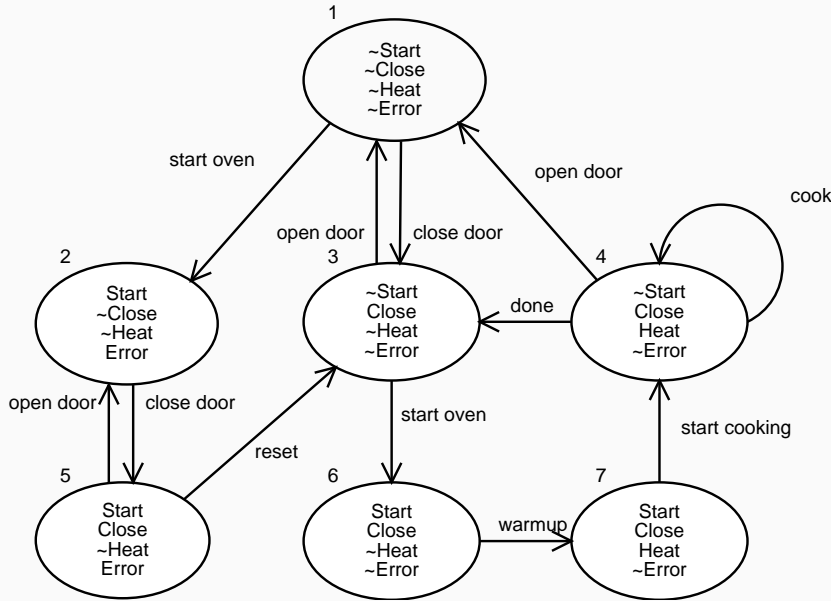 1
~Start
~Close
~Heat
~Error
start oven
open door
close door
open door
cook
2
Start
~Close
~Heat
Error
3
~Start
Close
~Heat
~Error
done
4
~Start
Close
Heat
~Error
open door
close door
reset
start oven
start cooking
5
Start
Close
~Heat
Error
6
Start
Close
~Heat
~Error
warmup
7
Start
Close
Heat
~Error